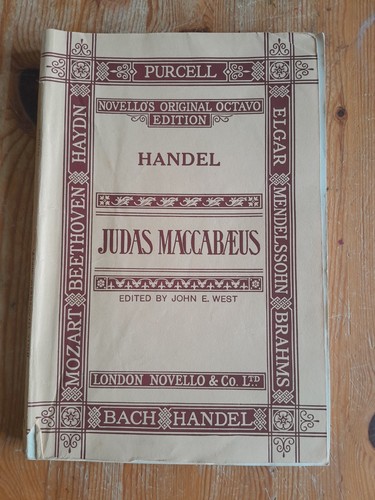 PURCELL
NOVELLO'S ORIGINAL OCTAVO
EDITION
HANDEL
JUDAS MACCABÆUS
EDITED BY JOHN E. WEST
LONDON NOVELLO & CO. LTD
BACH HANDEL
MOZART BEETHOVEN HAYDN
ELGAR MENDELSSOHN BRAHMS